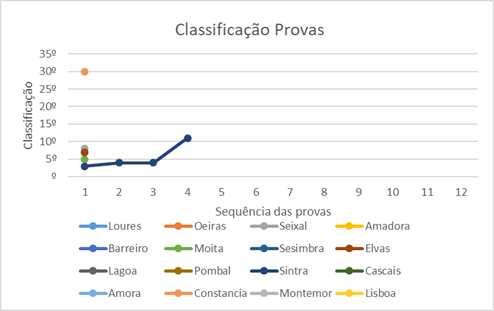 Classificação Provas
Classificação
35º
30º
25º
20º
15º
10º
5º
º
1 2 3 4 5 6 7 8 9 10 11 12
Sequência das provas
Loures Oeiras Seixal Amadora
Barreiro Moita Sesimbra Elvas
Lagoa Pombal Sintra Cascais
Amora Constancia Montemor Lisboa